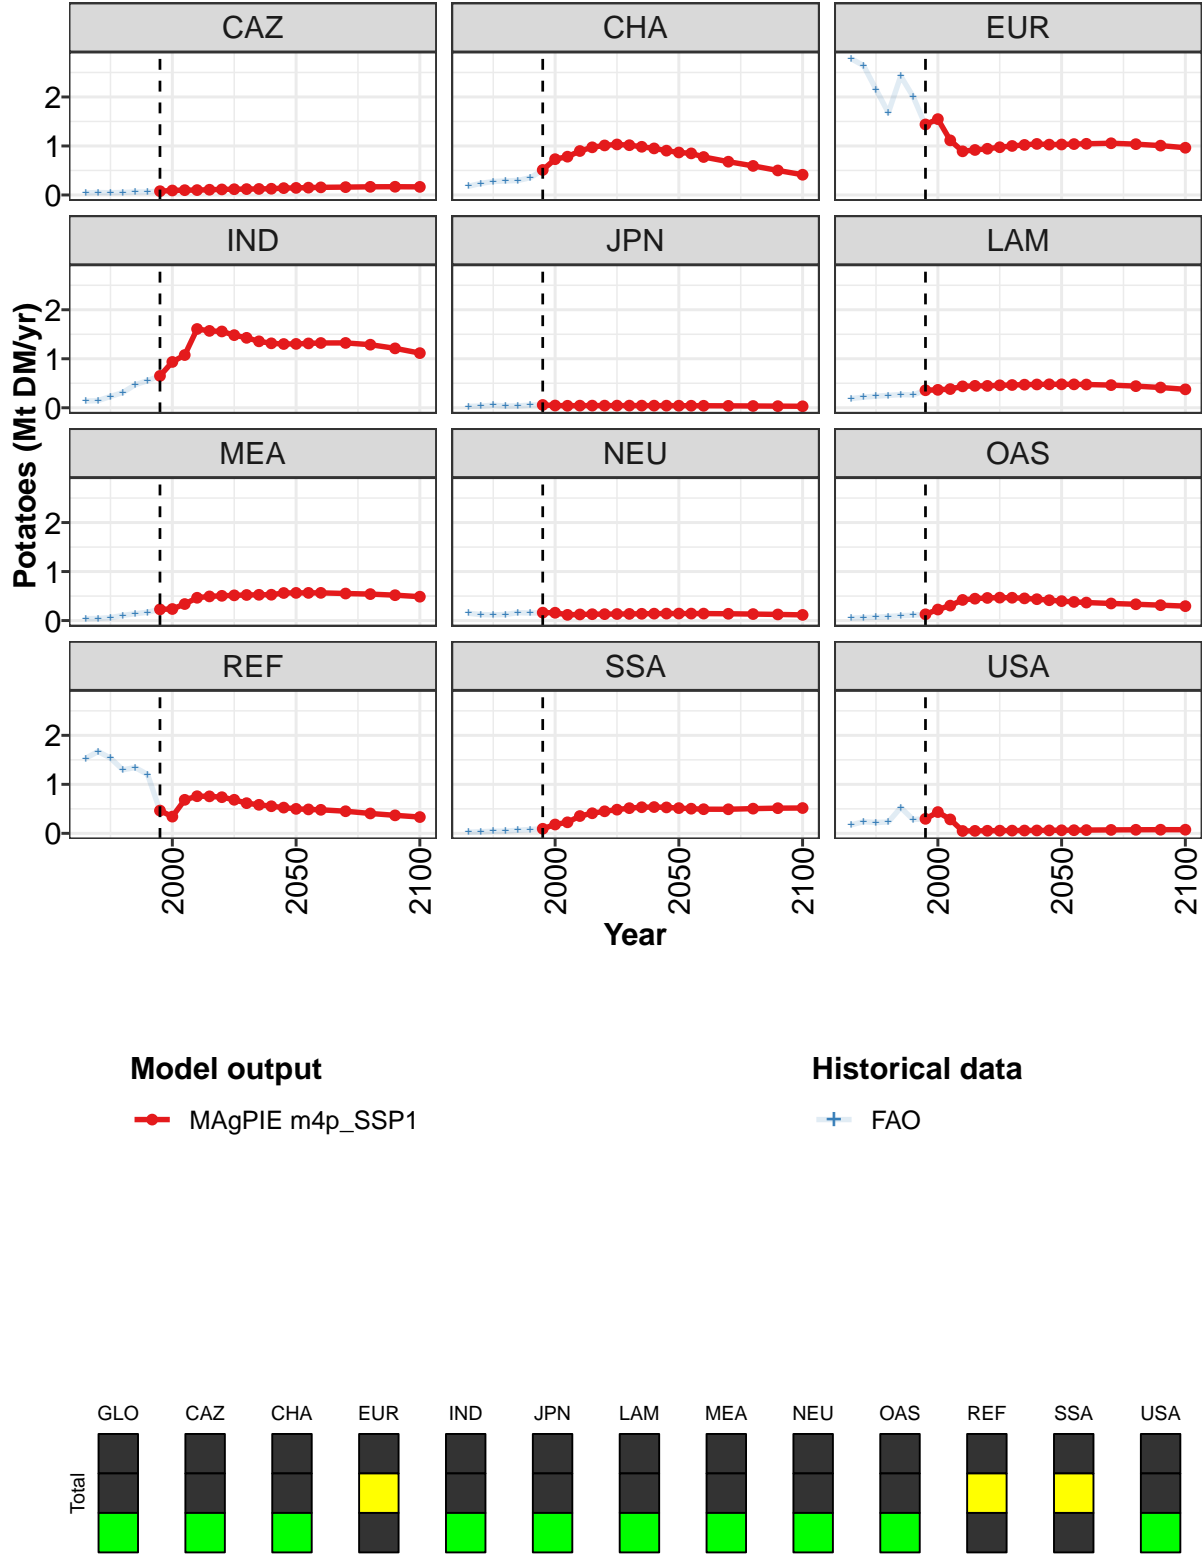 CAZ CHA EUR
2
1
0
IND JPN LAM
2
1
0
MEA NEU OAS
2
1
0
REF SSA USA
2
1
0
Potatoes (Mt DM/yr)
2000 2050 2100 2000 2050 2100 2000 2050 2100
Year
Model output Historical data
MAgPIE m4p_SSP1 FAO
GLO CAZ CHA EUR IND JPN LAM MEA NEU OAS REF SSA USA
Total